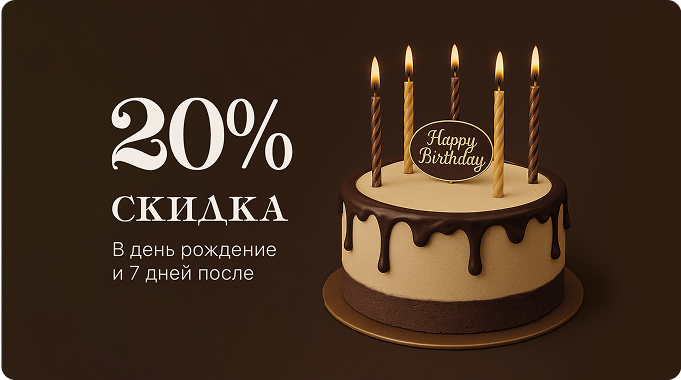 20%
СКИДКА
В день рождение
и 7 дней после
Happy
Birthday